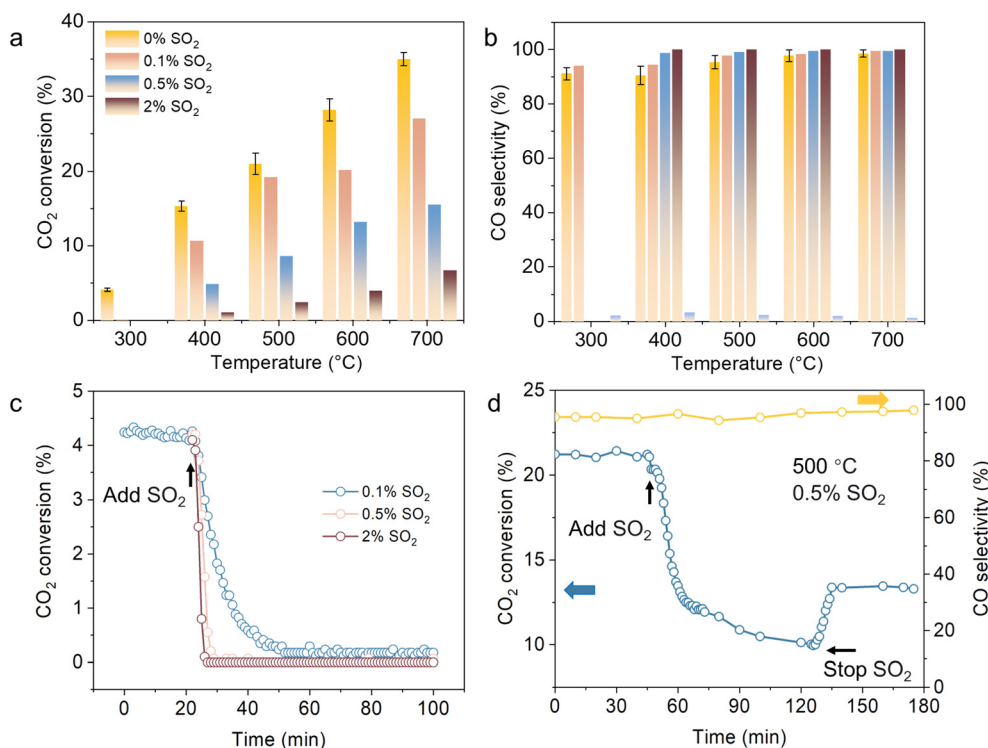 a
40
30
20
10
0
CO₂ conversion (%)
0% SO₂
0.1% SO₂
0.5% SO₂
2% SO₂
300 400 500 600 700
Temperature (°C)
b
100
80
60
40
20
0
CO selectivity (%)
300 400 500 600 700
Temperature (°C)
c
5
4
3
2
1
0
CO₂ conversion (%)
Add SO₂
0.1% SO₂
0.5% SO₂
2% SO₂
0 20 40 60 80 100
Time (min)
d
25
20
15
10
CO₂ conversion (%)
500 °C
0.5% SO₂
Add SO₂
Stop SO₂
100
80
60
40
20
0
CO selectivity (%)
0 30 60 90 120 150 180
Time (min)